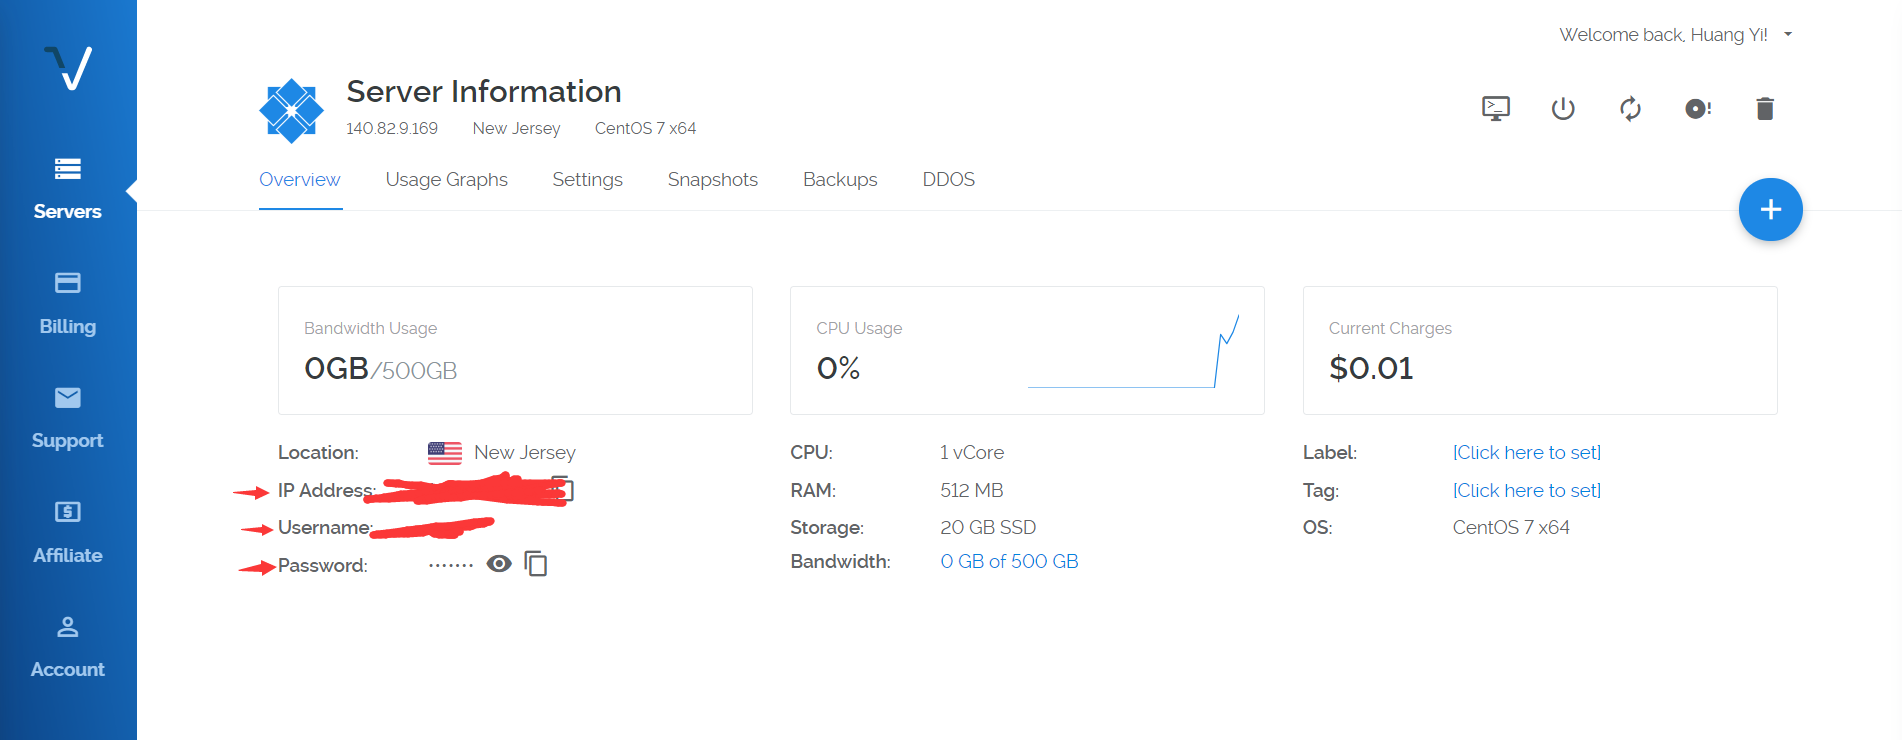 Welcome back, Huang Yi!
Server Information
140.82.9.169 New Jersey CentOS 7 x64
Overview Usage Graphs Settings Snapshots Backups DDOS
Servers
Billing
Support
Affiliate
Account
Bandwidth Usage
0GB/500GB
CPU Usage
0%
Current Charges
$0.01
Location: New Jersey
IP Address:
Username:
Password: ·······
CPU: 1 vCore
RAM: 512 MB
Storage: 20 GB SSD
Bandwidth: 0 GB of 500 GB
Label: [Click here to set]
Tag: [Click here to set]
OS: CentOS 7 x64